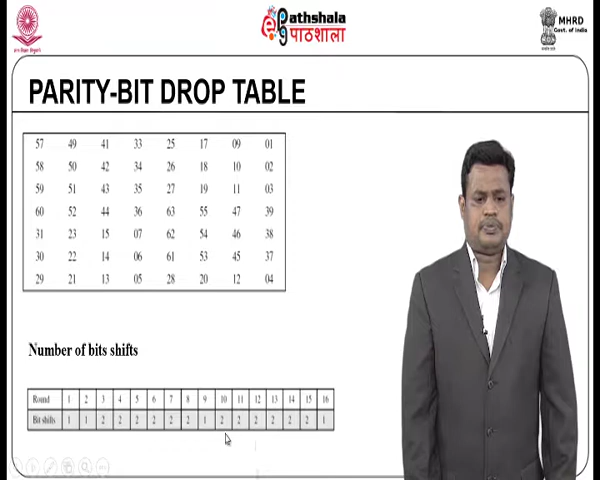 ePathshala
पाठशाला
MHRD
Govt. of India
PARITY-BIT DROP TABLE
57 49 41 33 25 17 09 01
58 50 42 34 26 18 10 02
59 51 43 35 27 19 11 03
60 52 44 36 63 55 47 39
31 23 15 07 62 54 46 38
30 22 14 06 61 53 45 37
29 21 13 05 28 20 12 04
Number of bits shifts
Round 1 2 3 4 5 6 7 8 9 10 11 12 13 14 15 16
Bit shifts 1 1 2 2 2 2 2 2 1 2 2 2 2 2 2 1